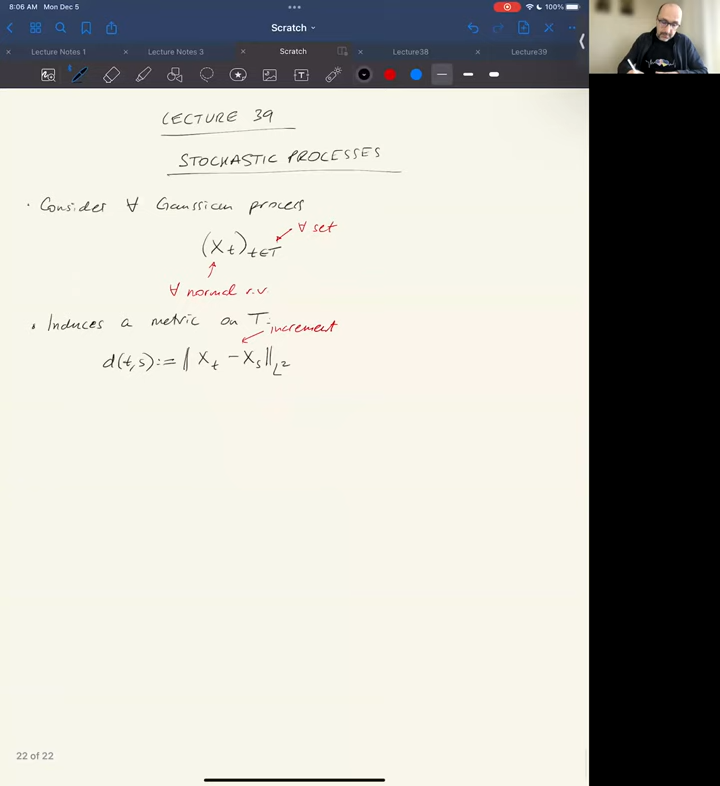 8:06 AM Mon Dec 5
100%
Scratch
Lecture Notes 1
Lecture Notes 3
Scratch
Lecture38
Lecture39
LECTURE 39
STOCHASTIC PROCESSES
· Consider ∀ Gaussian process
(X_t)_{t∈T}
∀ set
∀ normal r.v.
· Induces a metric on T:
increment
d(t,s):= ‖X_t - X_s‖_{L²}
22 of 22